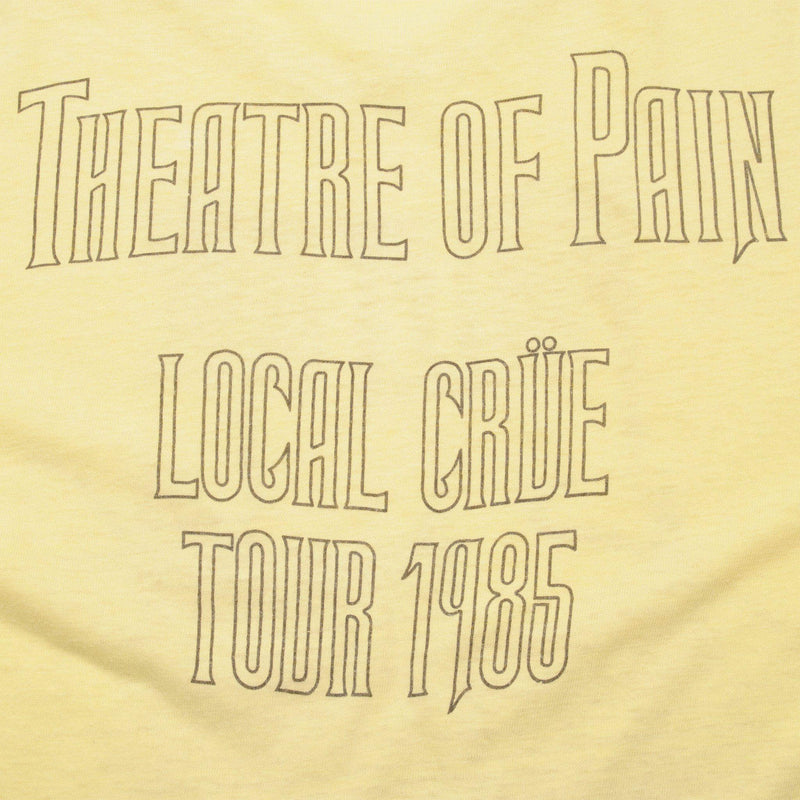 THEATRE OF PAIN
LOCAL CRÜE
TOUR 1985